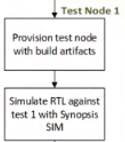 Test Node 1
Provision test node
with build artifacts
Simulate RTL against
test 1 with Synopsis
SIM